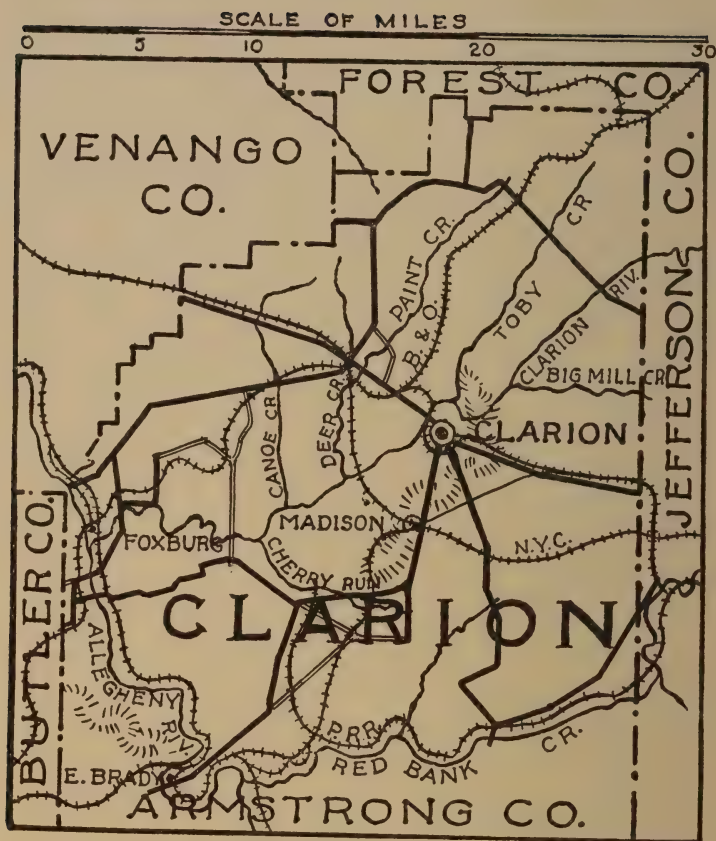 SCALE OF MILES
0 5 10 20 30
FOREST CO.
VENANGO
CO.
JEFFERSON CO.
PAINT CR.
B. & O.
TOBY CR
CLARION RIV.
BIG MILL CR.
CANOE CR.
DEER CR.
CLARION
MADISON
FOXBURG
N.Y.C.
CHERRY RUN
CLARION
BUTLER CO.
ALLEGHENY RIV.
P.R.R.
RED BANK CR.
E. BRADY
ARMSTRONG CO.